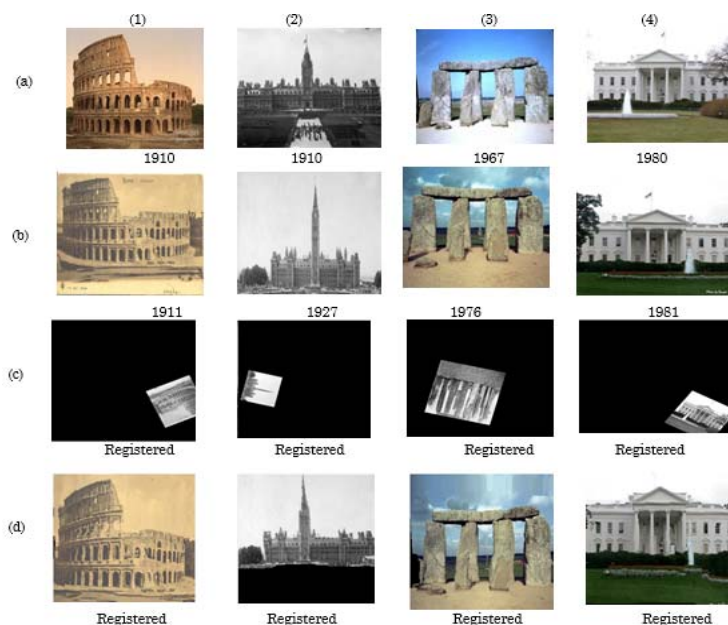 (1) (2) (3) (4)
(a)
1910 1910 1967 1980
(b)
1911 1927 1976 1981
(c)
Registered Registered Registered Registered
(d)
Registered Registered Registered Registered